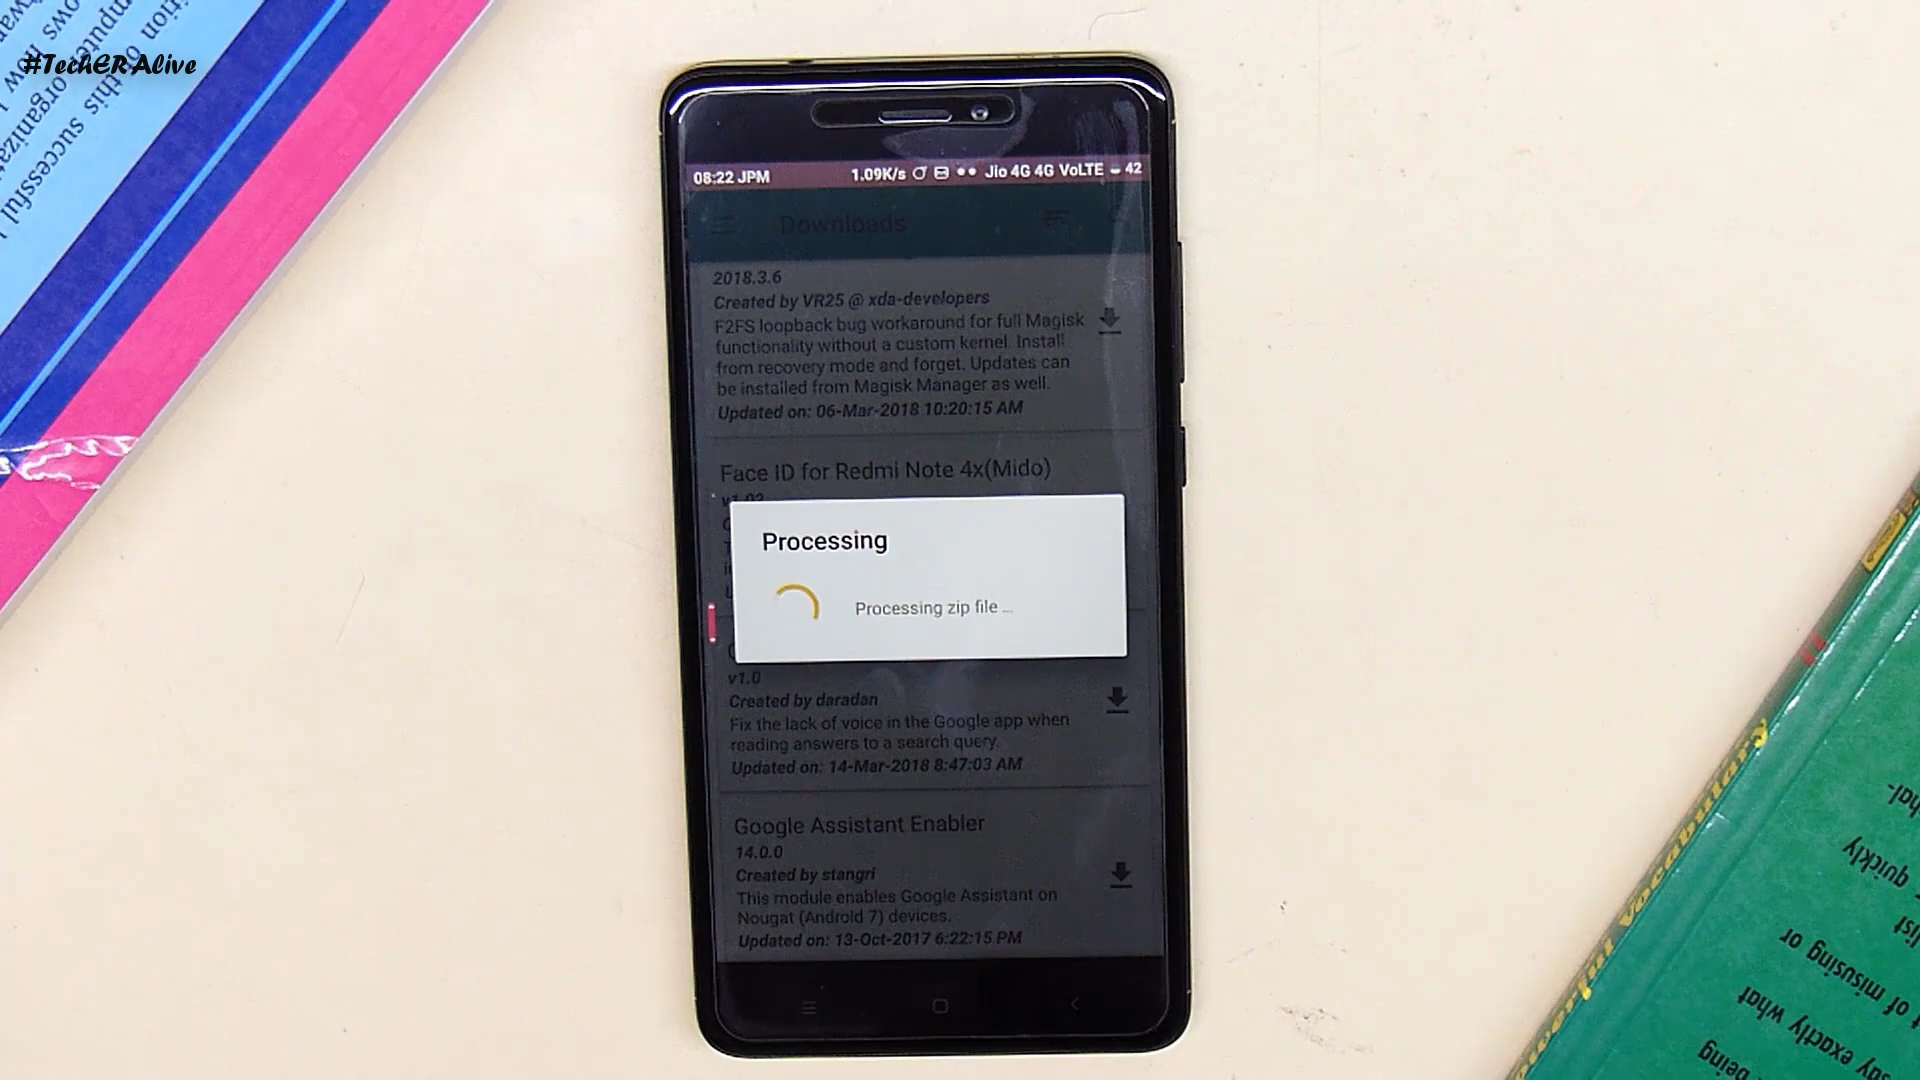 #TechERAlive
08:22 JPM 1.09K/s Jio 4G 4G VoLTE 42
Downloads
2018.3.6
Created by VR25 @ xda-developers
F2FS loopback bug workaround for full Magisk
functionality without a custom kernel. Install
from recovery mode and forget. Updates can
be installed from Magisk Manager as well.
Updated on: 06-Mar-2018 10:20:15 AM
Face ID for Redmi Note 4x(Mido)
Processing
Processing zip file ...
v1.0
Created by daradan
Fix the lack of voice in the Google app when
reading answers to a search query.
Updated on: 14-Mar-2018 8:47:03 AM
Google Assistant Enabler
14.0.0
Created by stangri
This module enables Google Assistant on
Nougat (Android 7) devices.
Updated on: 13-Oct-2017 6:22:15 PM
of this successful
quickly
list
of misusing or
exactly what
being